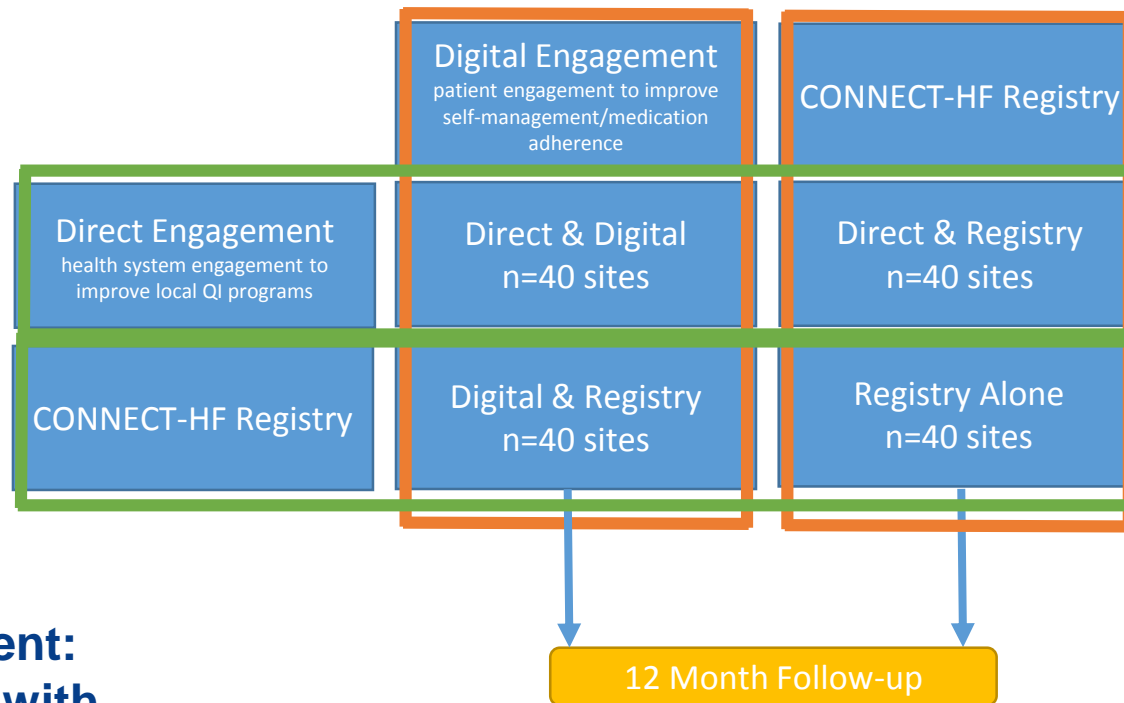 Digital Engagement
patient engagement to improve
self-management/medication
adherence
CONNECT-HF Registry
Direct Engagement
health system engagement to
improve local QI programs
Direct & Digital
n=40 sites
Direct & Registry
n=40 sites
CONNECT-HF Registry
Digital & Registry
n=40 sites
Registry Alone
n=40 sites
ent:
with
12 Month Follow-up